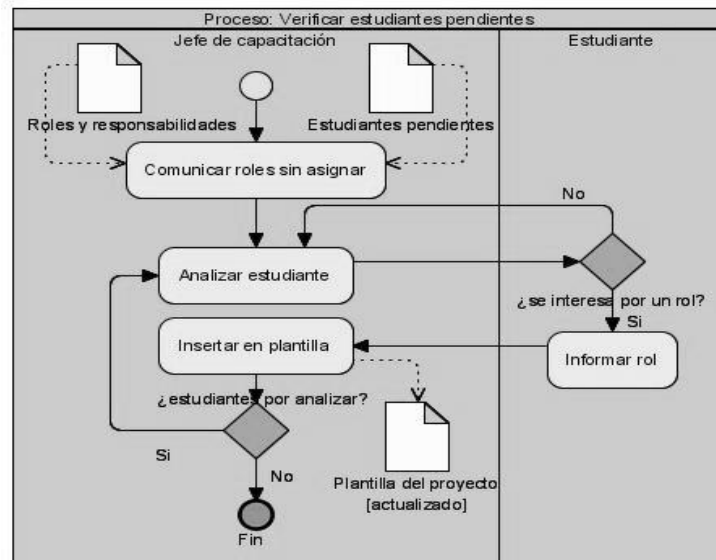 Proceso: Verificar estudiantes pendientes
Jefe de capacitación
Estudiante
Roles y responsabilidades
Estudiantes pendientes
Comunicar roles sin asignar
No
Analizar estudiante
¿se interesa por un rol?
Si
Insertar en plantilla
Informar rol
¿estudiantes por analizar?
Si
No
Plantilla del proyecto
[actualizado]
Fin